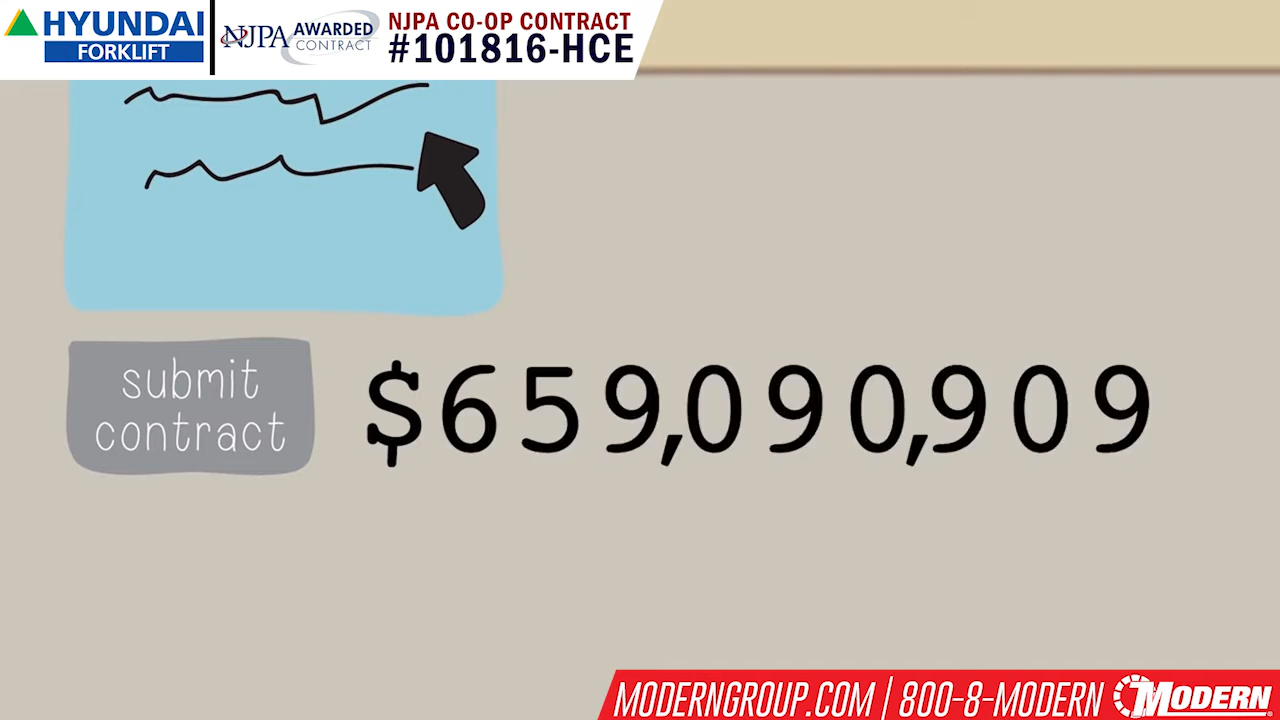 HYUNDAI
FORKLIFT
NJPA AWARDED
CONTRACT
NJPA CO-OP CONTRACT
#101816-HCE
submit
contract
$659,090,909
MODERNGROUP.COM | 800-8-MODERN
MODERN